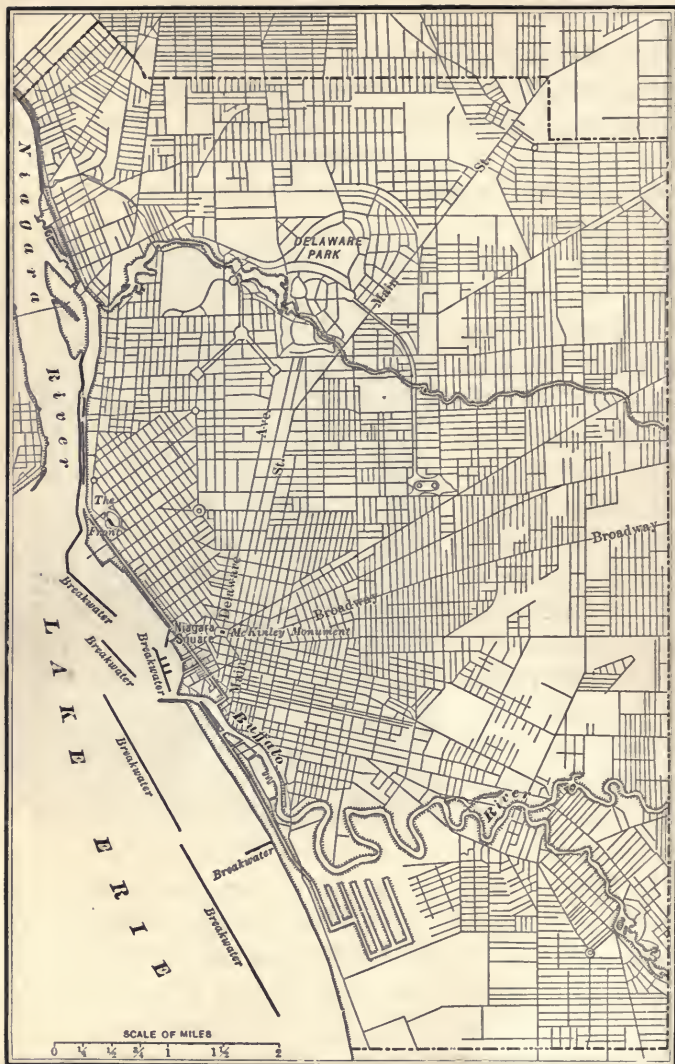 Niagara
River
DELAWARE
PARK
Main
St.
Ave.
St.
The
Front
Delaware
Broadway
Broadway
Niagara
Square
McKinley Monument
Main
Breakwater
Breakwater
Breakwater
Breakwater
Breakwater
Breakwater
LAKE ERIE
Buffalo
River
SCALE OF MILES
0 ¼ ½ ¾ 1 1½ 2